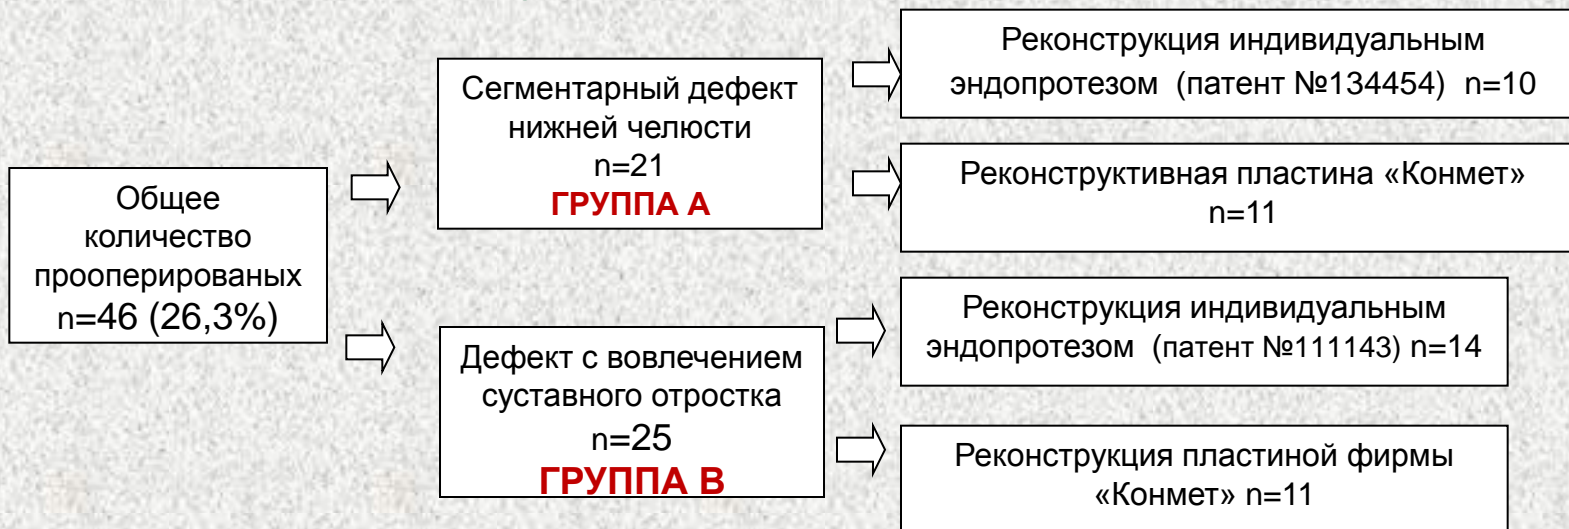 Общее
количество
прооперированых
n=46 (26,3%)
Сегментарный дефект
нижней челюсти
n=21
ГРУППА А
Дефект с вовлечением
суставного отростка
n=25
ГРУППА В
Реконструкция индивидуальным
эндопротезом (патент №134454) n=10
Реконструктивная пластина «Конмет»
n=11
Реконструкция индивидуальным
эндопротезом (патент №111143) n=14
Реконструкция пластиной фирмы
«Конмет» n=11